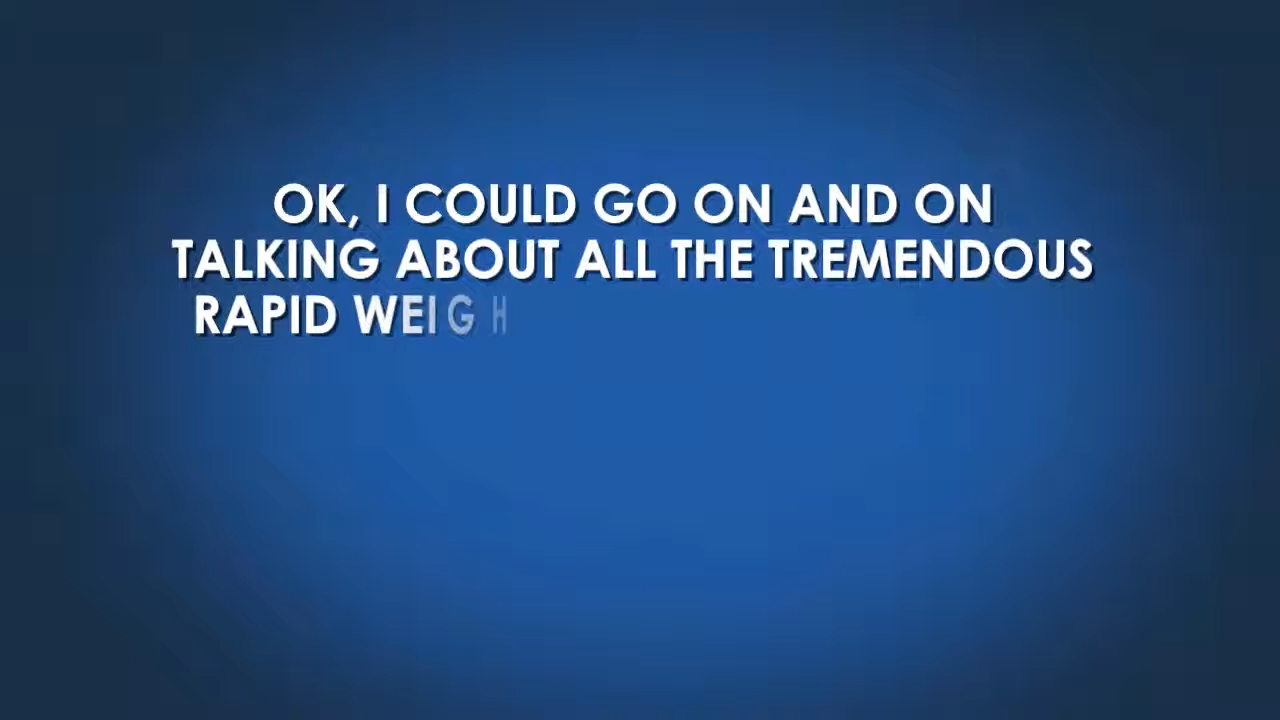 OK, I COULD GO ON AND ON
TALKING ABOUT ALL THE TREMENDOUS
RAPID WEIGH